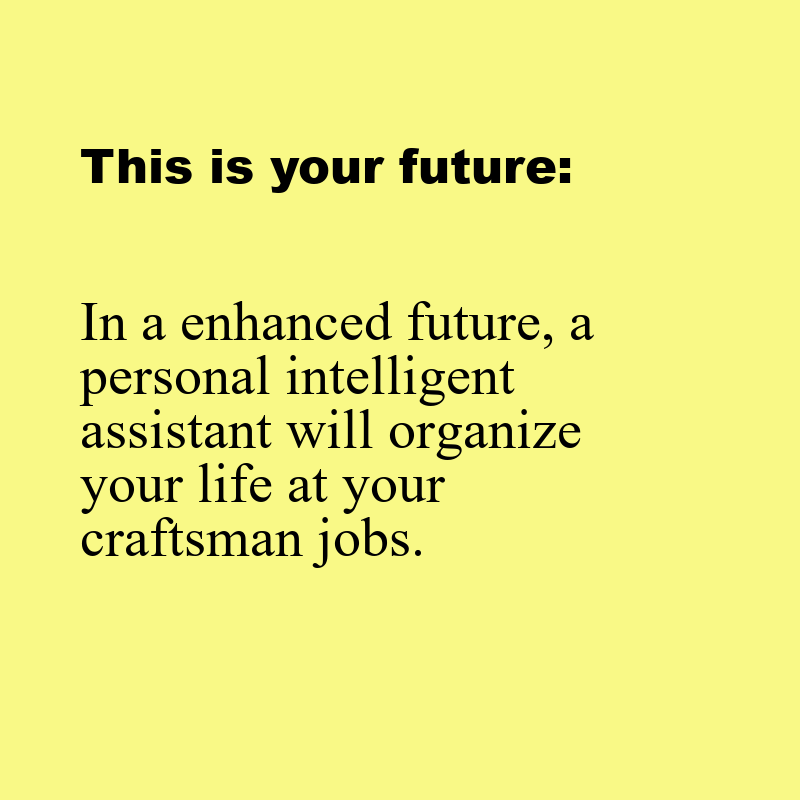 This is your future:
In a enhanced future, a
personal intelligent
assistant will organize
your life at your
craftsman jobs.